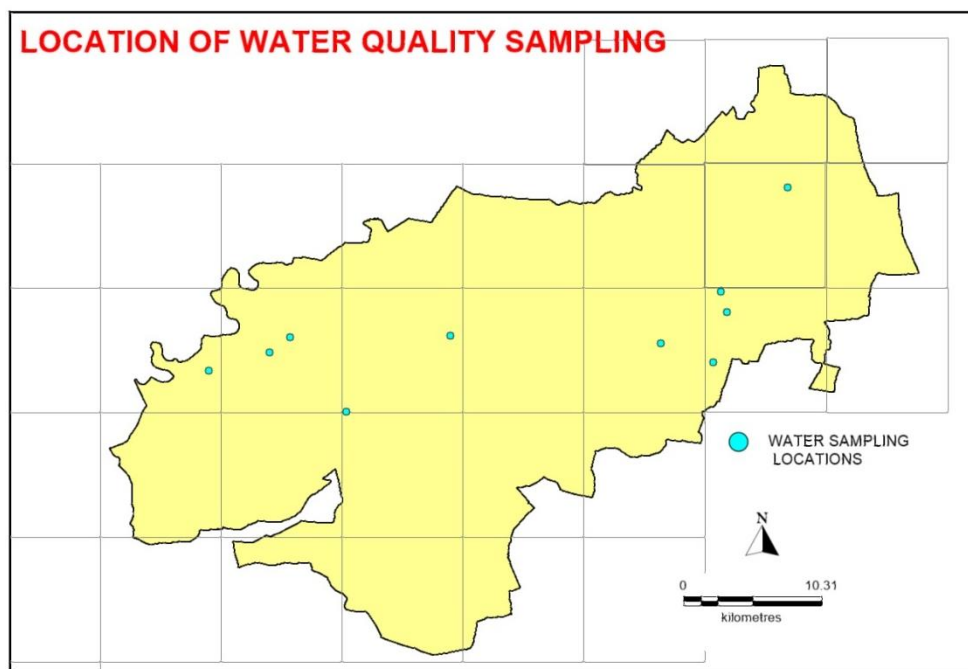 LOCATION OF WATER QUALITY SAMPLING
WATER SAMPLING
LOCATIONS
N
0 10.31
kilometres